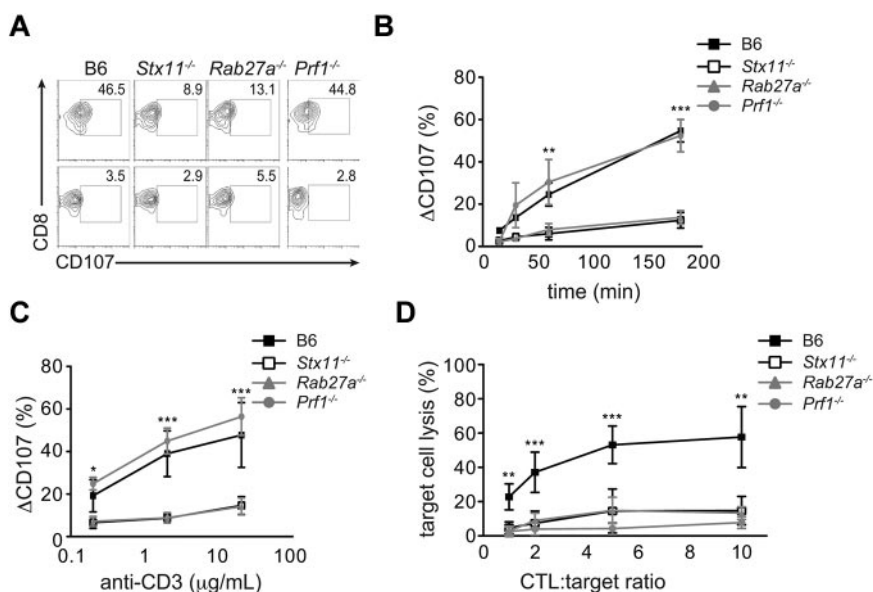 A
B6 Stx11-/- Rab27a-/- Prf1-/-
46.5 8.9 13.1 44.8
3.5 2.9 5.5 2.8
CD8
CD107
B
B6
Stx11-/-
Rab27a-/-
Prf1-/-
ΔCD107 (%)
80
60
40
20
0
** ***
0 50 100 150 200
time (min)
C
B6
Stx11-/-
Rab27a-/-
Prf1-/-
ΔCD107 (%)
80
60
40
20
0
* *** ***
0.1 1 10 100
anti-CD3 (μg/mL)
D
B6
Stx11-/-
Rab27a-/-
Prf1-/-
target cell lysis (%)
100
80
60
40
20
0
** *** *** **
0 2 4 6 8 10
CTL:target ratio